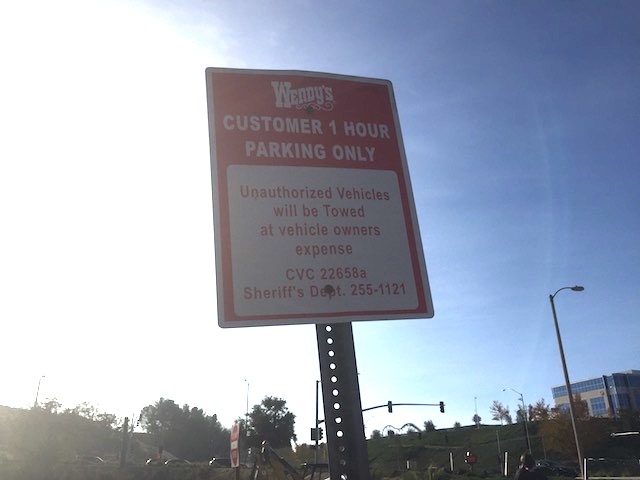 Wendy's
CUSTOMER 1 HOUR
PARKING ONLY
Unauthorized Vehicles
will be Towed
at vehicle owners
expense
CVC 22658a
Sheriff's Dept. 255-1121